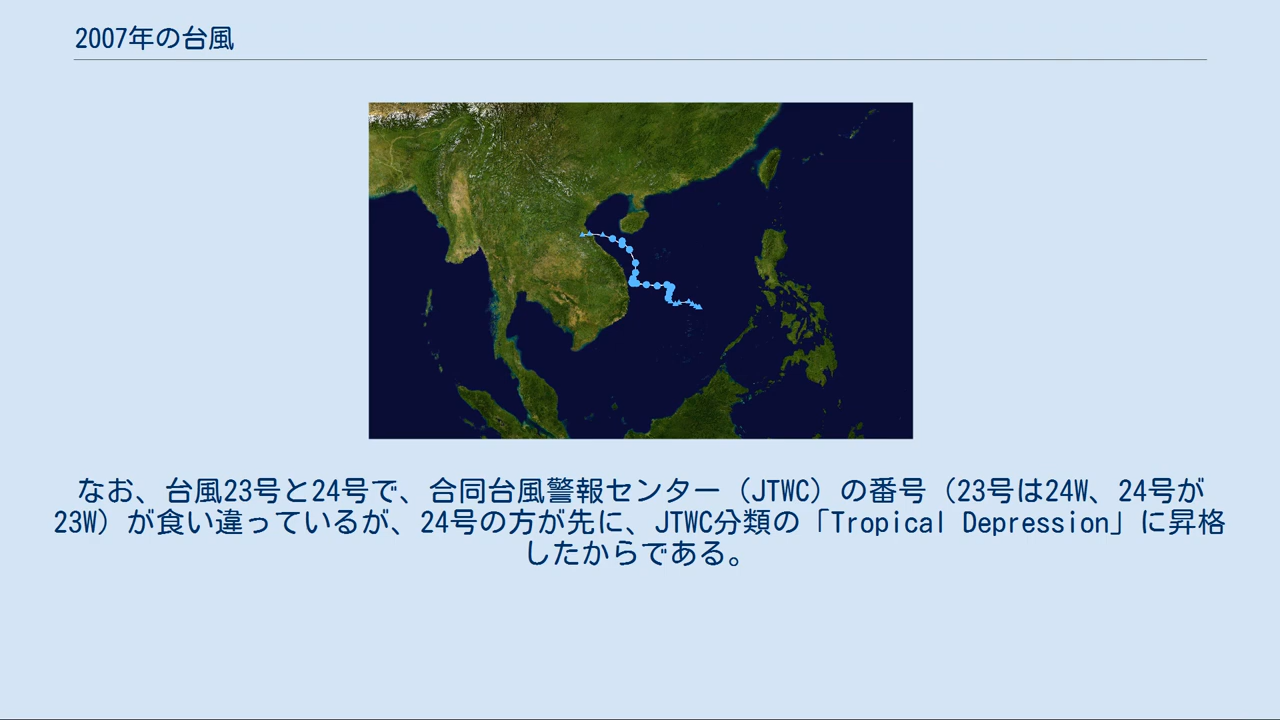 2007年の台風
なお、台風23号と24号で、合同台風警報センター（JTWC）の番号（23号は24W、24号が
23W）が食い違っているが、24号の方が先に、JTWC分類の「Tropical Depression」に昇格
したからである。